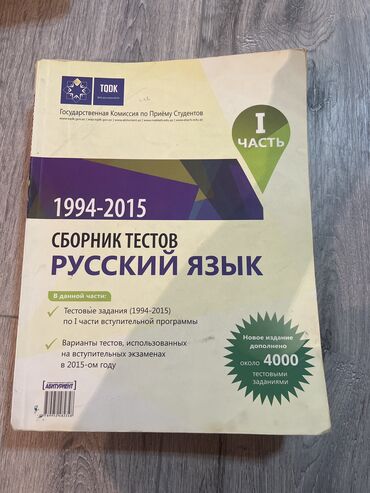 TQDK
Государственная Комиссия по Приёму Студентов
I
ЧАСТЬ
1994-2015
СБОРНИК ТЕСТОВ
РУССКИЙ ЯЗЫК
В данной части:
Тестовые задания (1994-2015)
по I части вступительной программы
Варианты тестов, использованных
на вступительных экзаменах
в 2015-ом году
Новое издание
дополнено
около 4000
тестовыми
заданиями
АБИТУРИЕНТ